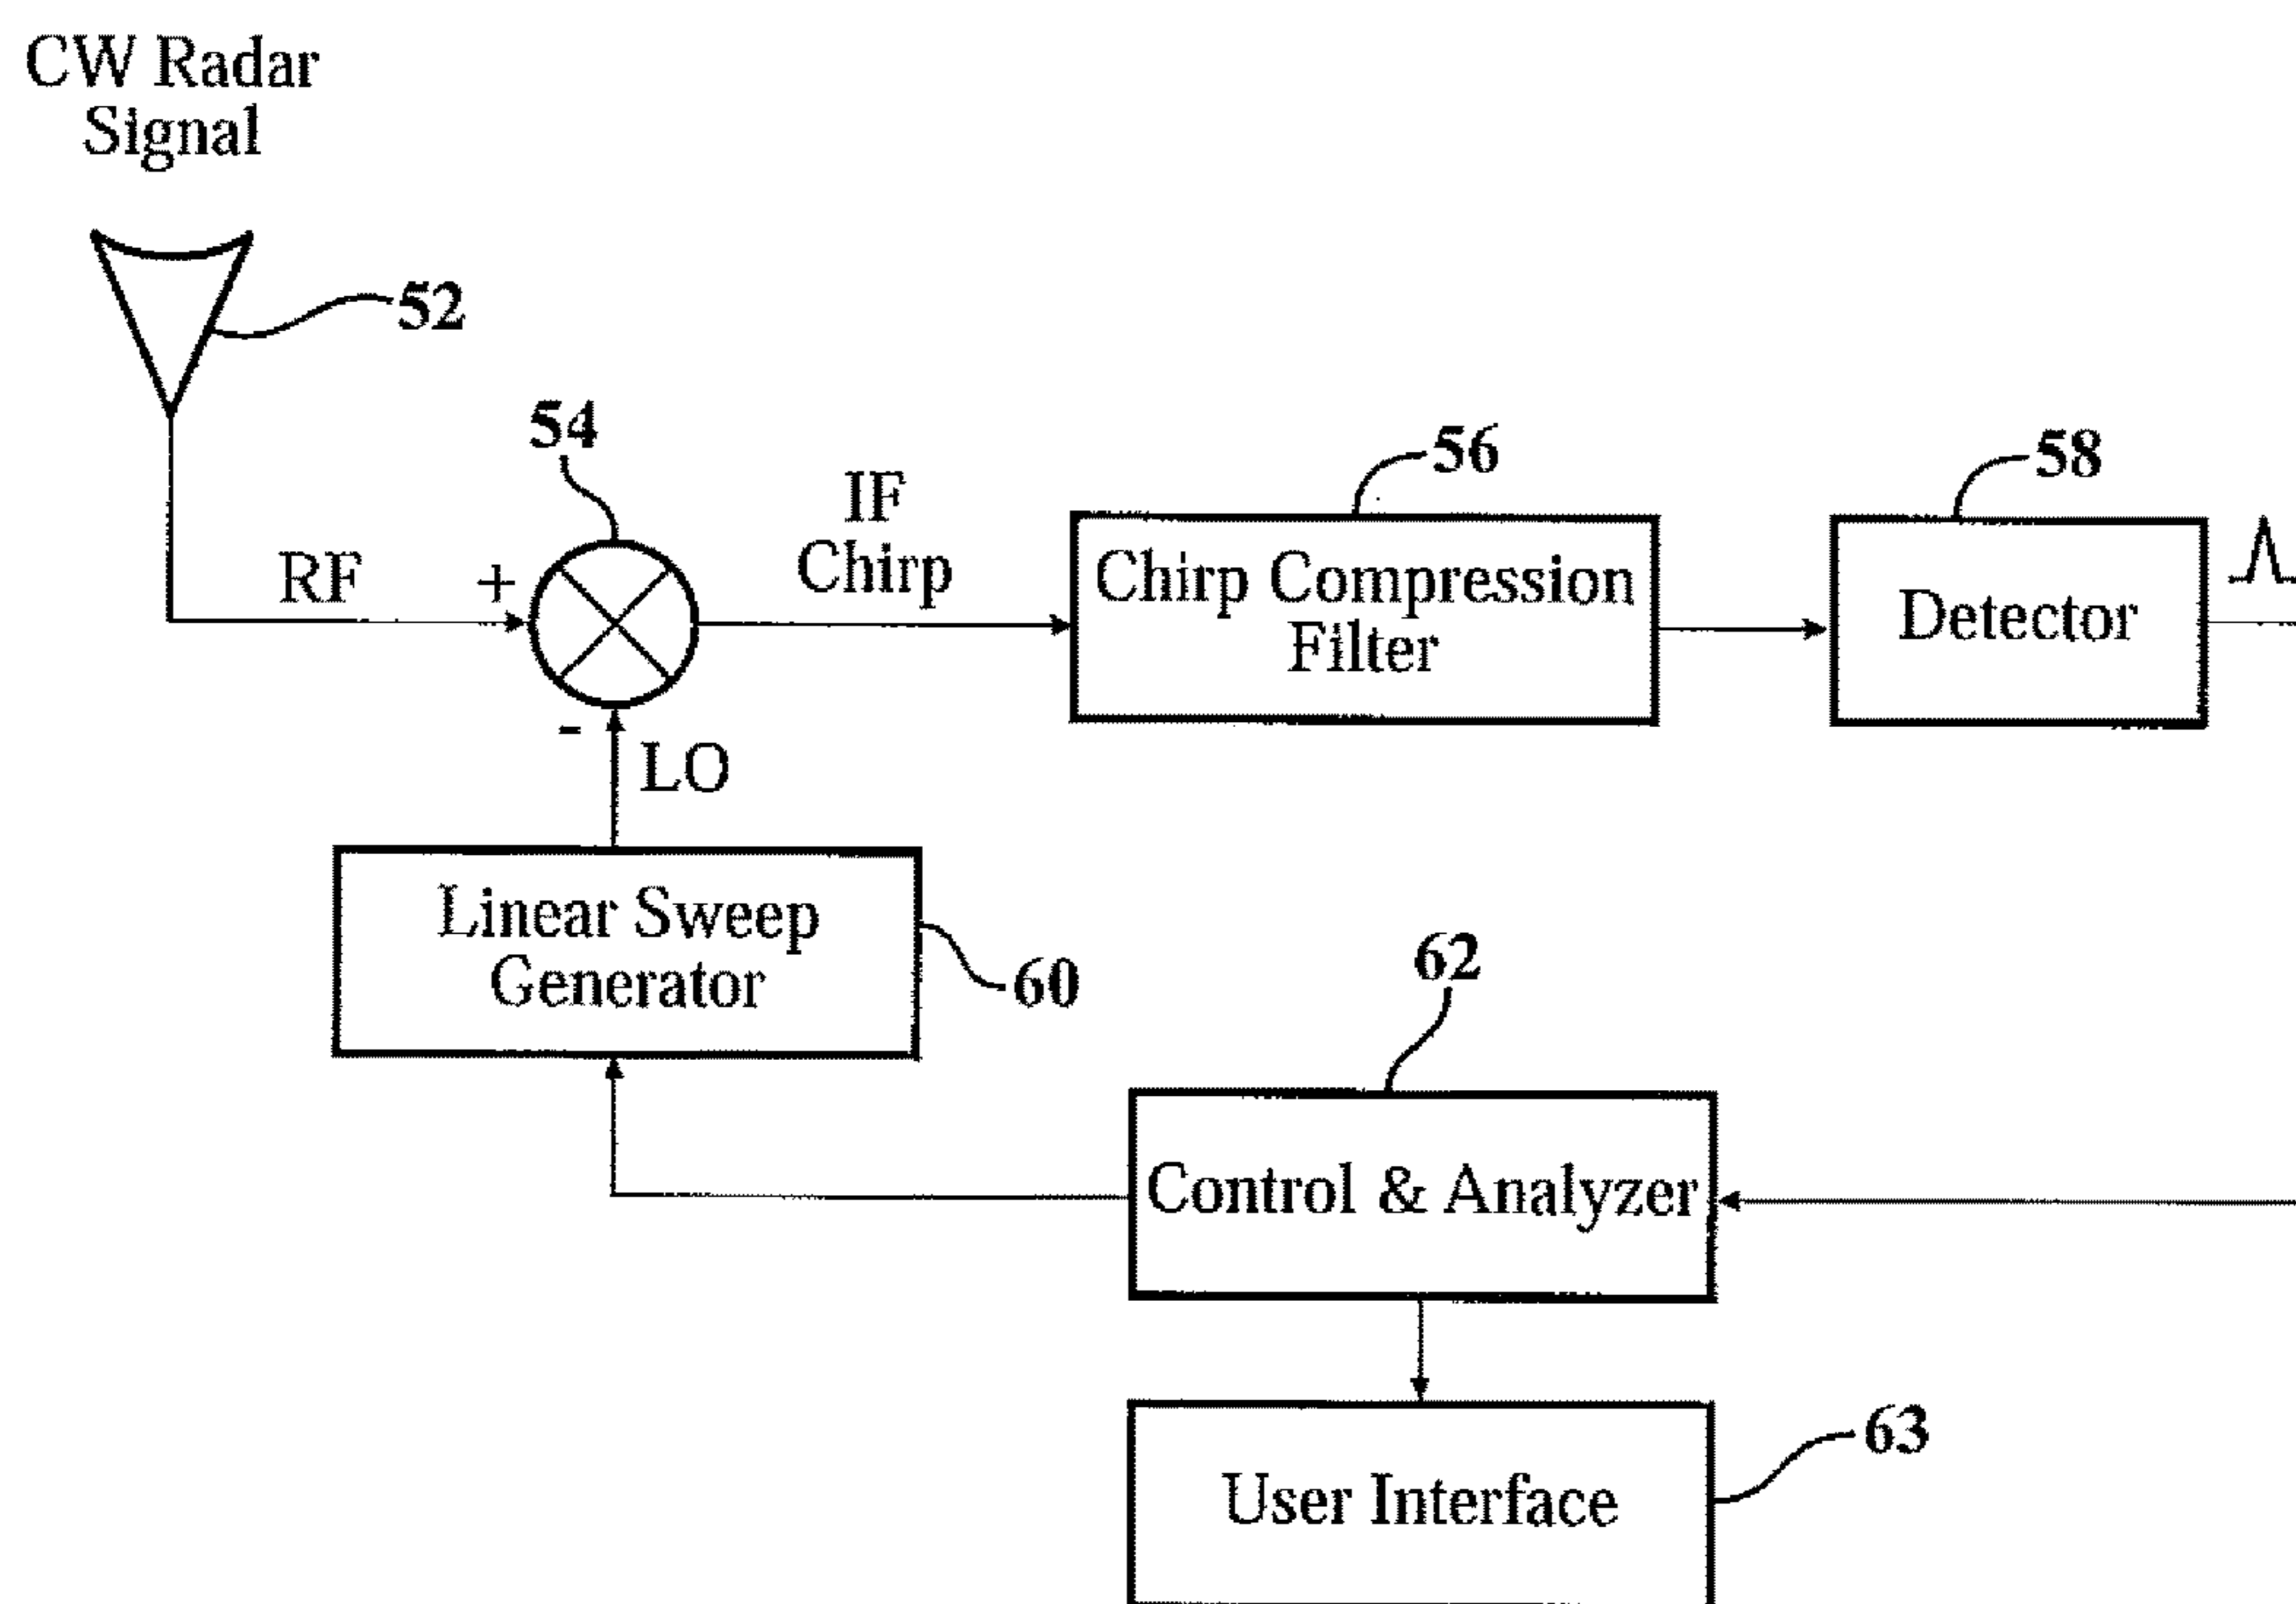 CW Radar
Signal
52
54
56
58
IF
Chirp
RF
+
Chirp Compression
Filter
Detector
-
LO
Linear Sweep
Generator
60
62
Control & Analyzer
63
User Interface